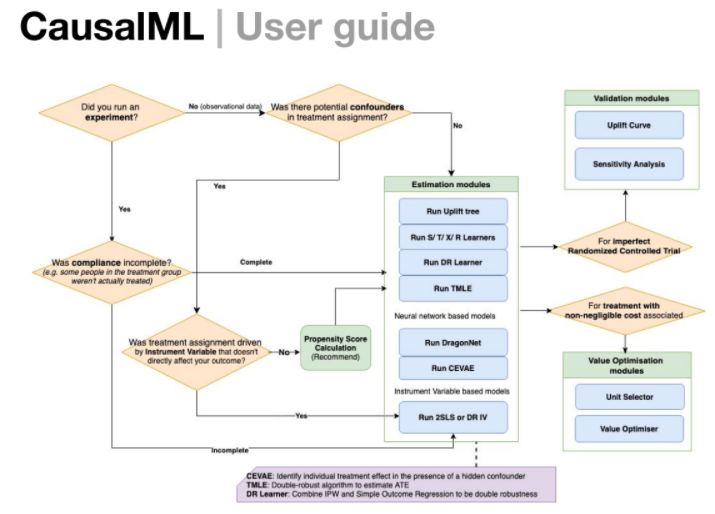 CausalML | User guide
Did you run an
experiment?
No (observational data)
Was there potential confounders
in treatment assignment?
No
Yes
Yes
Was compliance incomplete?
(e.g. some people in the treatment group
weren't actually treated)
Complete
Incomplete
Was treatment assignment driven
by Instrument Variable that doesn't
directly affect your outcome?
No
Yes
Propensity Score
Calculation
(Recommend)
Estimation modules
Run Uplift tree
Run S/ T/ X/ R Learners
Run DR Learner
Run TMLE
Neural network based models
Run DragonNet
Run CEVAE
Instrument Variable based models
Run 2SLS or DR IV
Validation modules
Uplift Curve
Sensitivity Analysis
For imperfect
Randomized Controlled Trial
For treatment with
non-negligible cost associated
Value Optimisation
modules
Unit Selector
Value Optimiser
CEVAE: Identify individual treatment effect in the presence of a hidden confounder
TMLE: Double-robust algorithm to estimate ATE
DR Learner: Combine IPW and Simple Outcome Regression to be double robustness